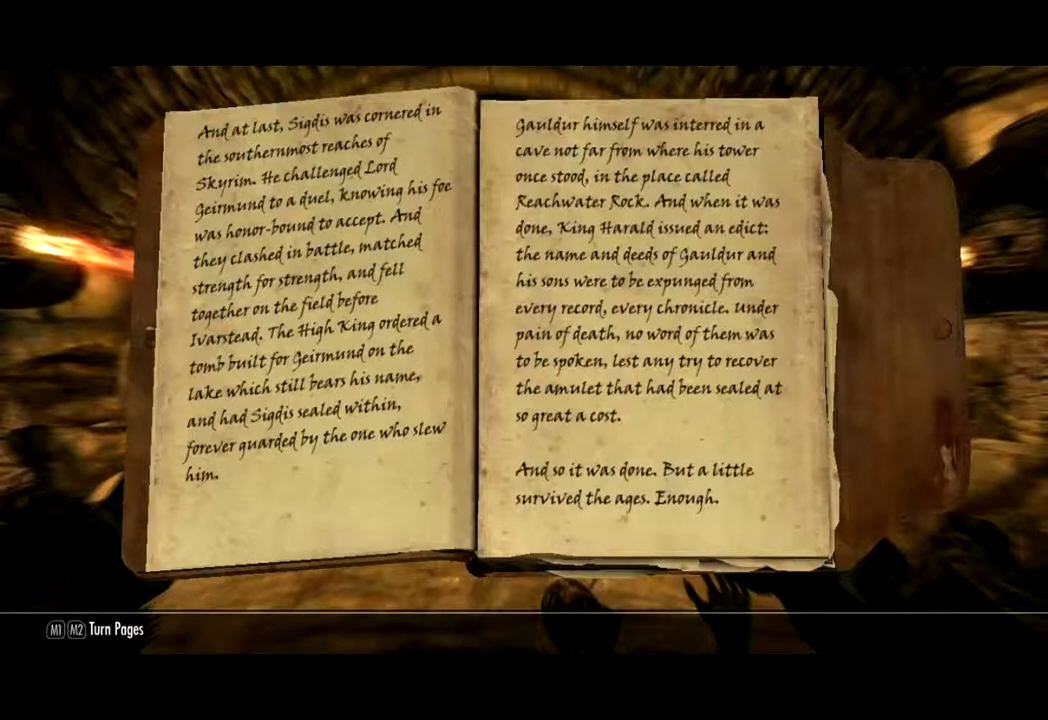 And at last, Sigdis was cornered in
the southernmost reaches of
Skyrim. He challenged Lord
Geirmund to a duel, knowing his foe
was honor-bound to accept. And
they clashed in battle, matched
strength for strength, and fell
together on the field before
Ivarstead. The High King ordered a
tomb built for Geirmund on the
lake which still bears his name,
and had Sigdis sealed within,
forever guarded by the one who slew
him.
Gauldur himself was interred in a
cave not far from where his tower
once stood, in the place called
Reachwater Rock. And when it was
done, King Harald issued an edict:
the name and deeds of Gauldur and
his sons were to be expunged from
every record, every chronicle. Under
pain of death, no word of them was
to be spoken, lest any try to recover
the amulet that had been sealed at
so great a cost.
And so it was done. But a little
survived the ages. Enough.
M1 M2 Turn Pages